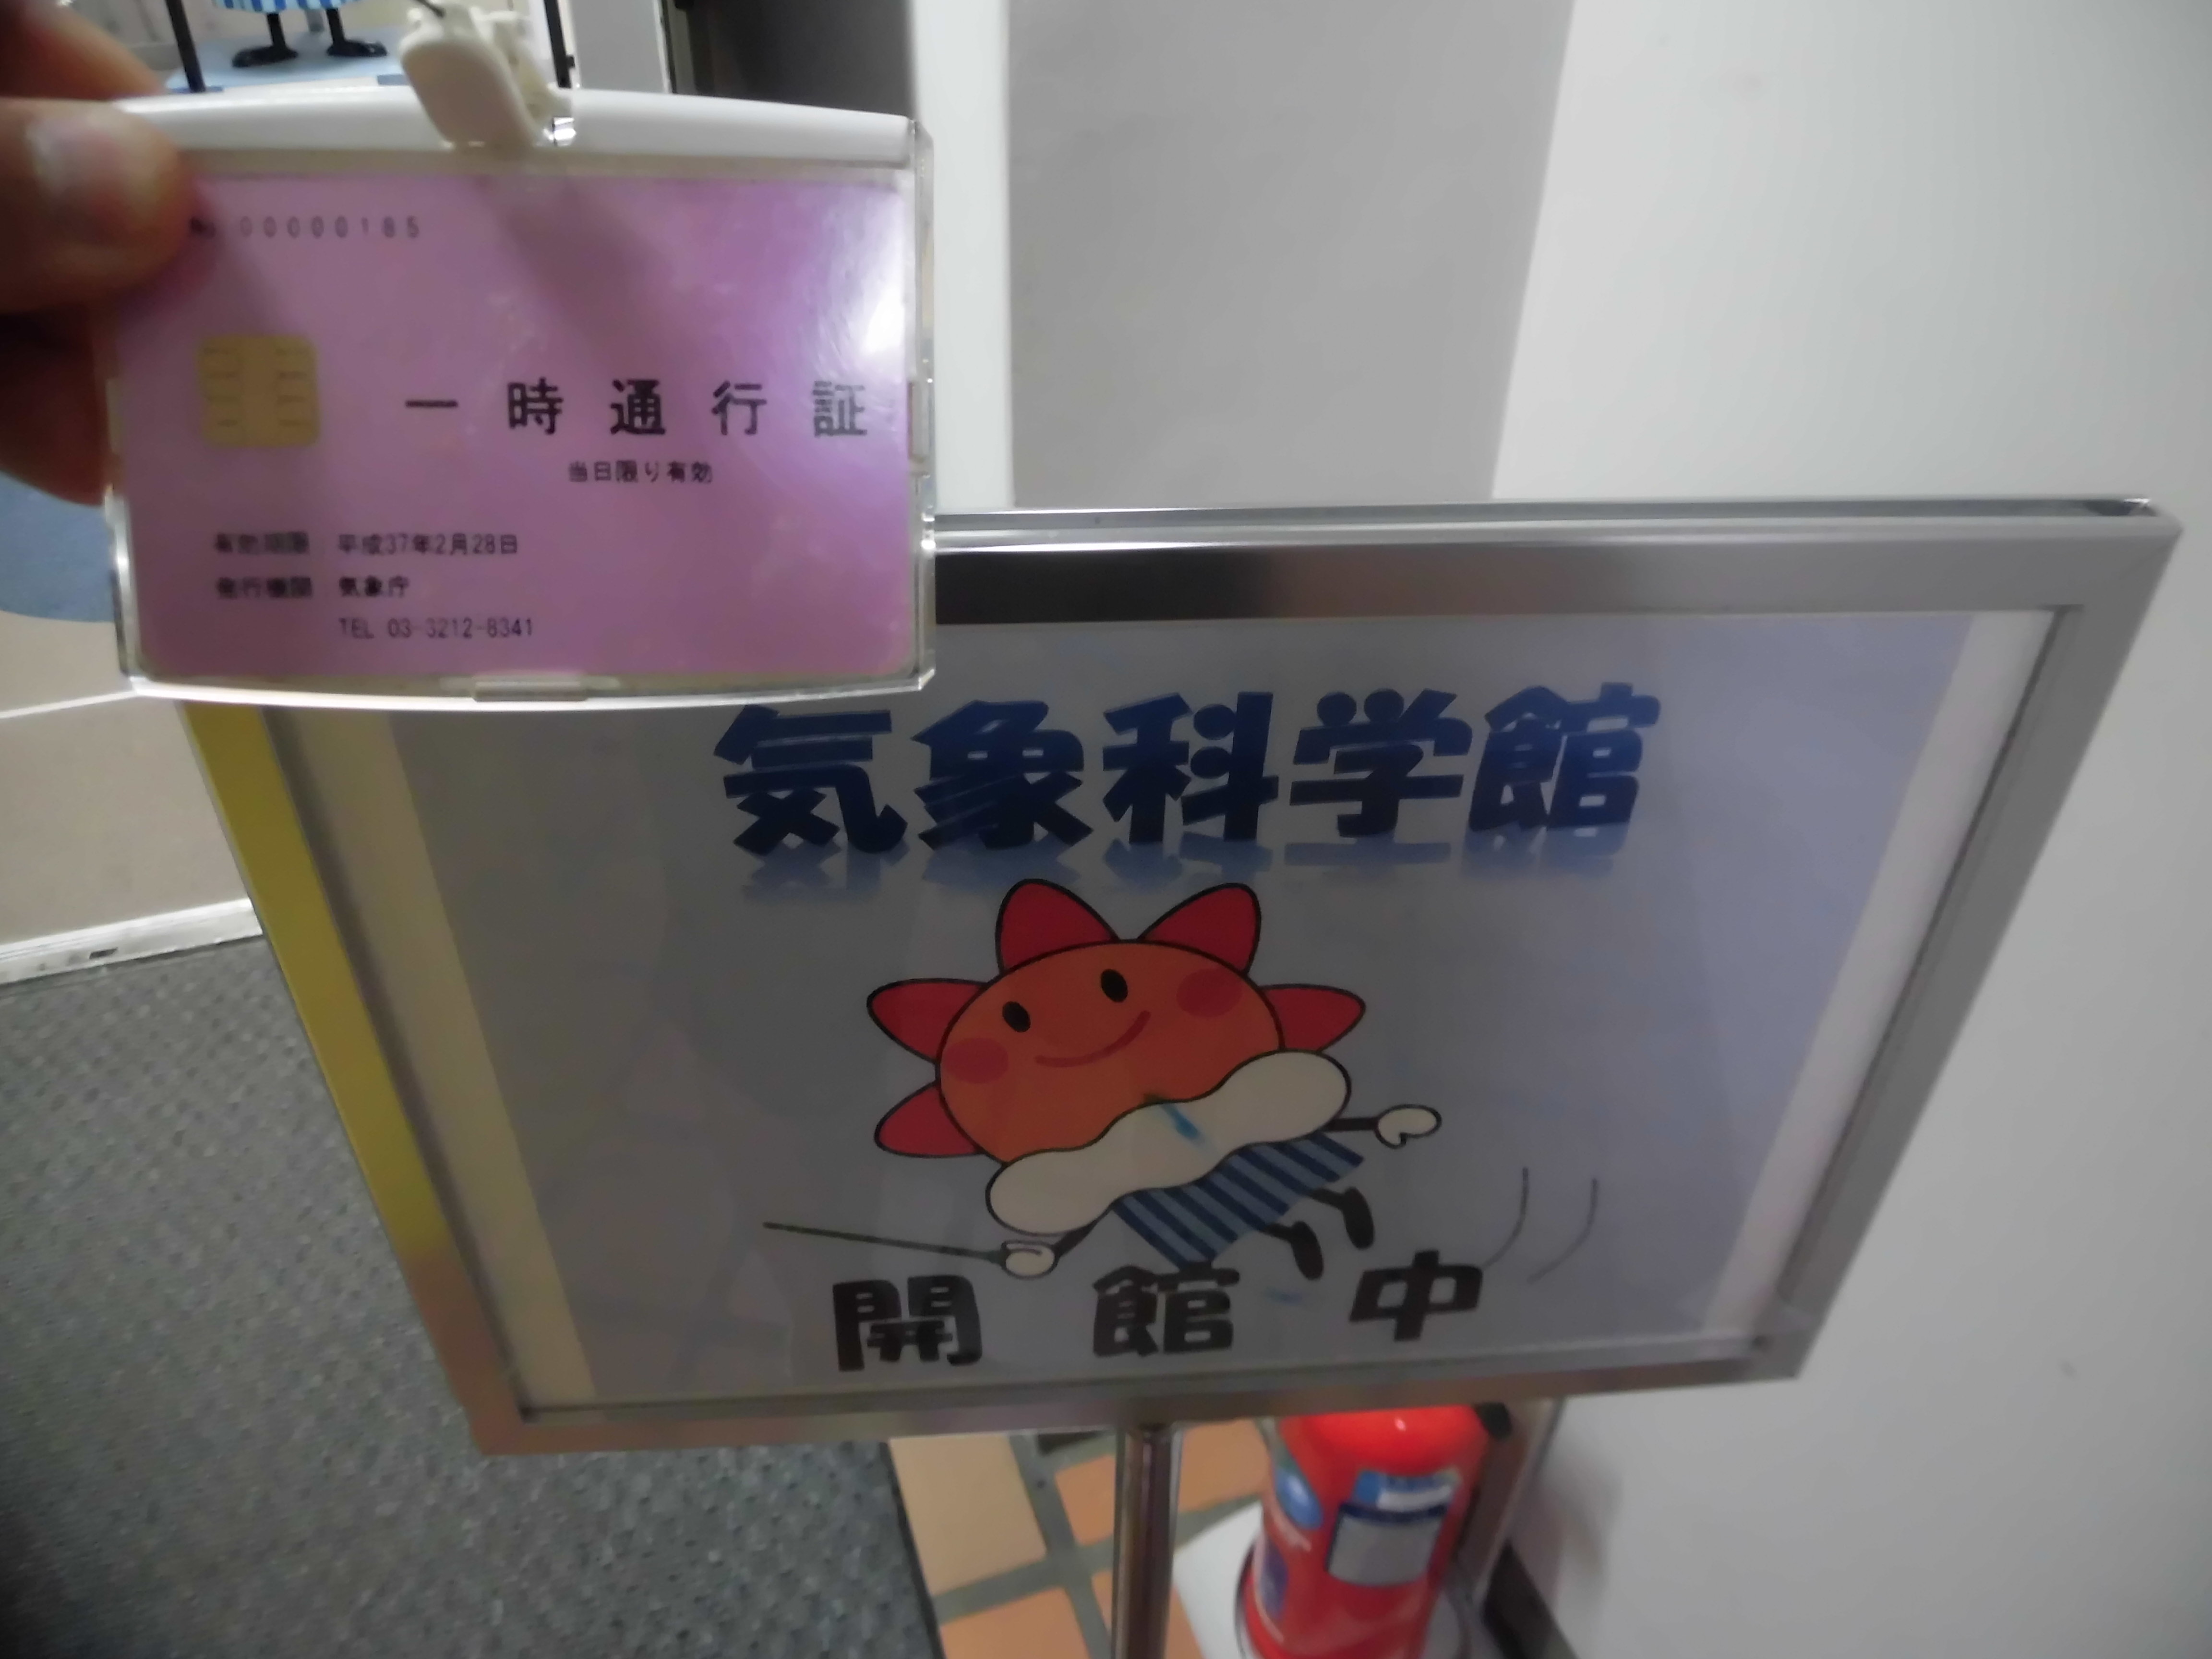 No 00000185
一時通行証
当日限り有効
有効期限 平成37年2月28日
発行機関 気象庁
TEL 03-3212-8341
気象科学館
開館中